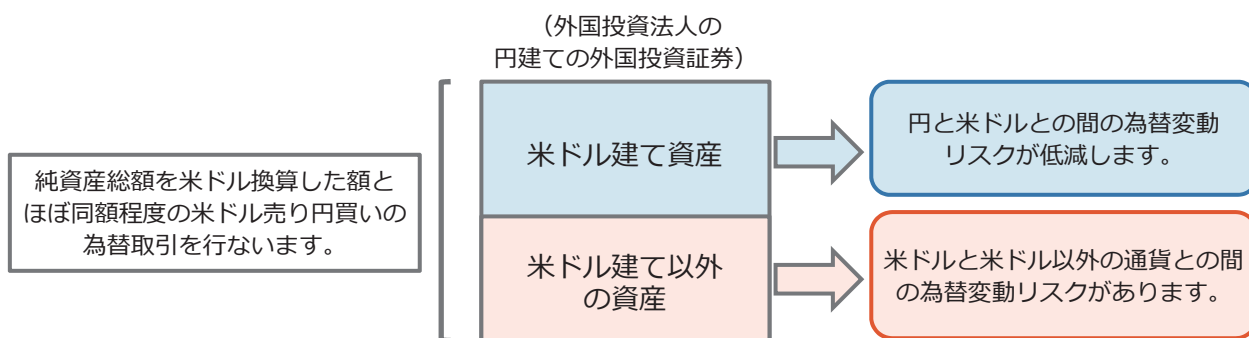 （外国投資法人の
円建ての外国投資証券）
純資産総額を米ドル換算した額と
ほぼ同額程度の米ドル売り円買いの
為替取引を行ないます。
米ドル建て資産
円と米ドルとの間の為替変動
リスクが低減します。
米ドル建て以外
の資産
米ドルと米ドル以外の通貨との間
の為替変動リスクがあります。